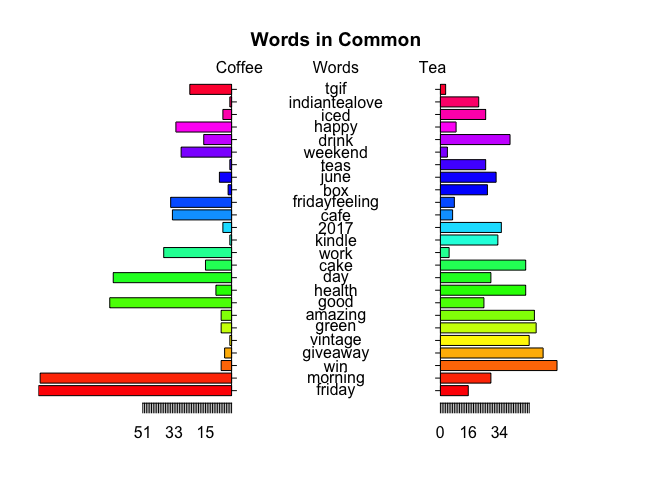 Words in Common
Coffee Words Tea
tgif
indiantealove
iced
happy
drink
weekend
teas
june
box
fridayfeeling
cafe
2017
kindle
work
cake
day
health
good
amazing
green
vintage
giveaway
win
morning
friday
51 33 15 0 16 34